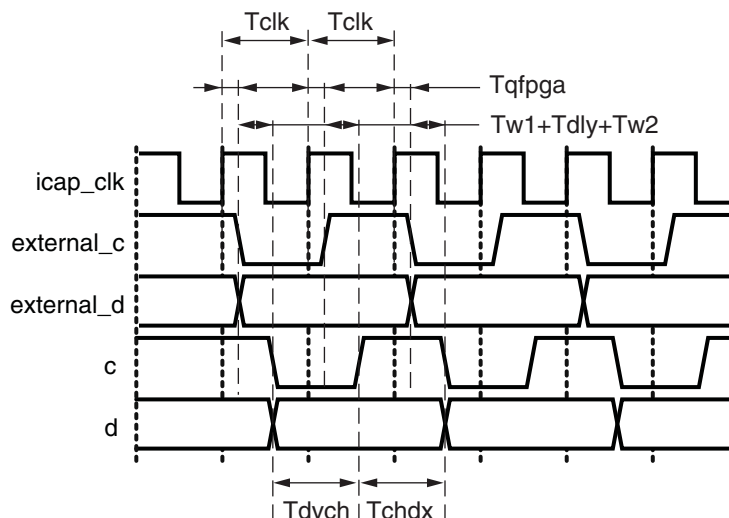 Tclk Tclk
Tqfpga
Tw1+Tdly+Tw2
icap_clk
external_c
external_d
c
d
Tdvch Tchdx